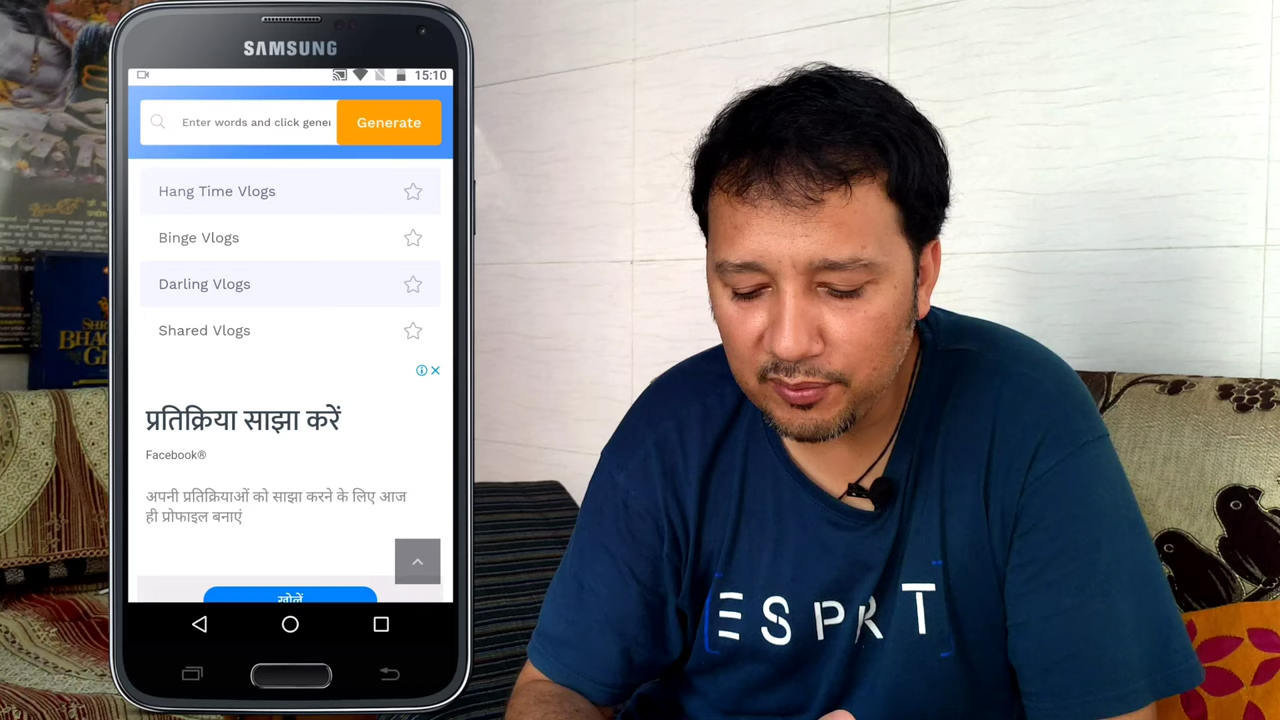 SAMSUNG
15:10
Enter words and click gener
Generate
Hang Time Vlogs
Binge Vlogs
Darling Vlogs
Shared Vlogs
प्रतिक्रिया साझा करें
Facebook®
अपनी प्रतिक्रियाओं को साझा करने के लिए आज
ही प्रोफाइल बनाएं
खोलें
ESPRT